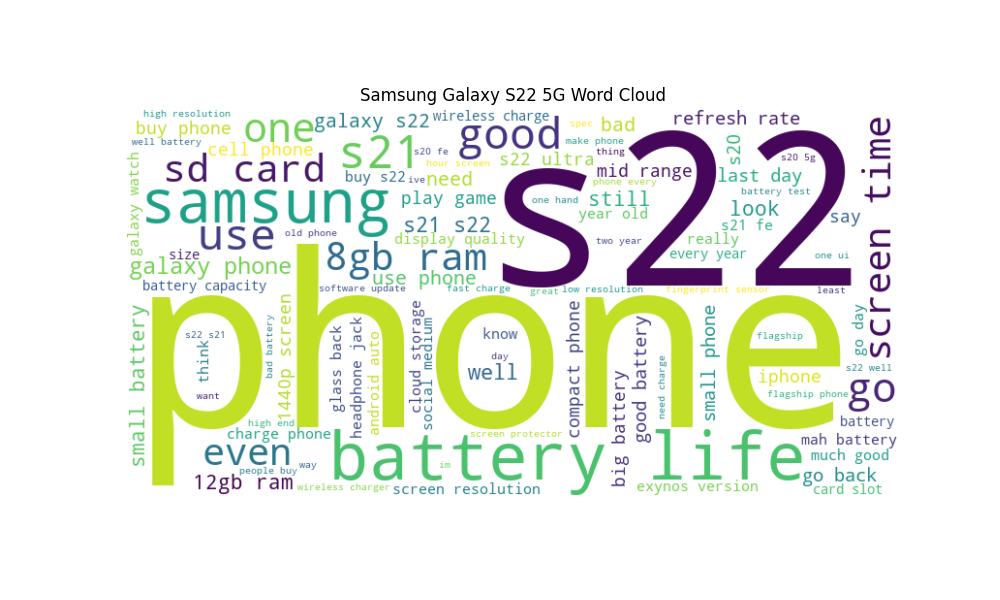 Samsung Galaxy S22 5G Word Cloud
high resolution
well battery
buy phone
cell phone
one
galaxy s22
wireless charge
s20 fe
hour screen
good
spec
make phone
thing
bad
refresh rate
s20
s20 5g
screen time
galaxy watch
sd card
s21
buy s22
ive
need
s22 ultra
mid range
phone every
last day
battery test
samsung
play game
s22
one hand
still
year old
look
say
use
old phone
s21 s22
display quality
two year
really
s21 fe
every year
one ui
size
galaxy phone
8gb ram
use phone
battery capacity
software update
fast charge
great
low resolution
fingerprint sensor
least
small battery
phone
s22 s21
think
want
bad battery
1440p screen
glass back
headphone jack
android auto
cloud storage
social medium
know
day
well
compact phone
big battery
good battery
need charge
small phone
flagship
iphone
flagship phone
go day
s22 well
go
battery
high end
charge phone
even
people buy
way
12gb ram
wireless charger
battery life
screen protector
im
screen resolution
exynos version
mah battery
much good
go back
card slot